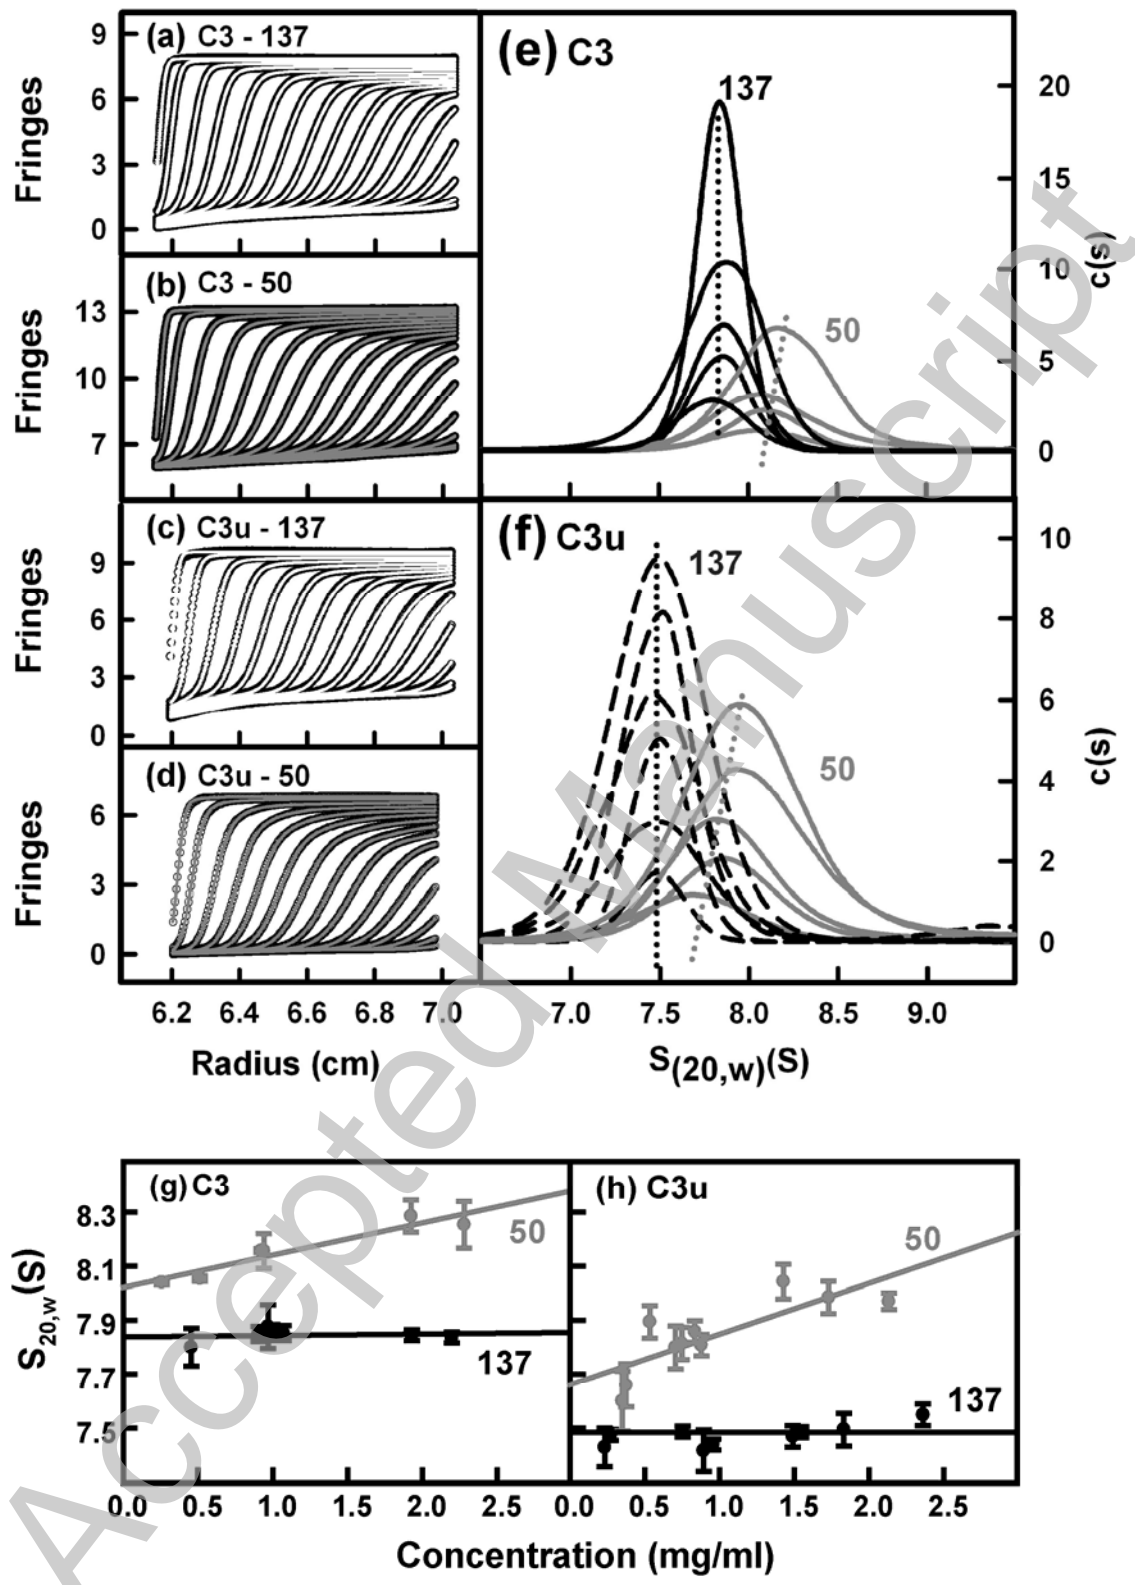 (a) C3 - 137
9
6
3
0
Fringes
(b) C3 - 50
13
10
7
Fringes
(c) C3u - 137
9
6
3
0
Fringes
(d) C3u - 50
6
3
0
Fringes
6.2 6.4 6.6 6.8 7.0
Radius (cm)
(e) C3
137
50
20
15
10
5
0
c(s)
(f) C3u
137
50
10
8
6
4
2
0
c(s)
7.0 7.5 8.0 8.5 9.0
S(20,w)(S)
(g) C3
50
137
8.3
8.1
7.9
7.7
7.5
S20,w(S)
0.0 0.5 1.0 1.5 2.0 2.5
(h) C3u
50
137
0.0 0.5 1.0 1.5 2.0 2.5
Concentration (mg/ml)
Accepted Manuscript